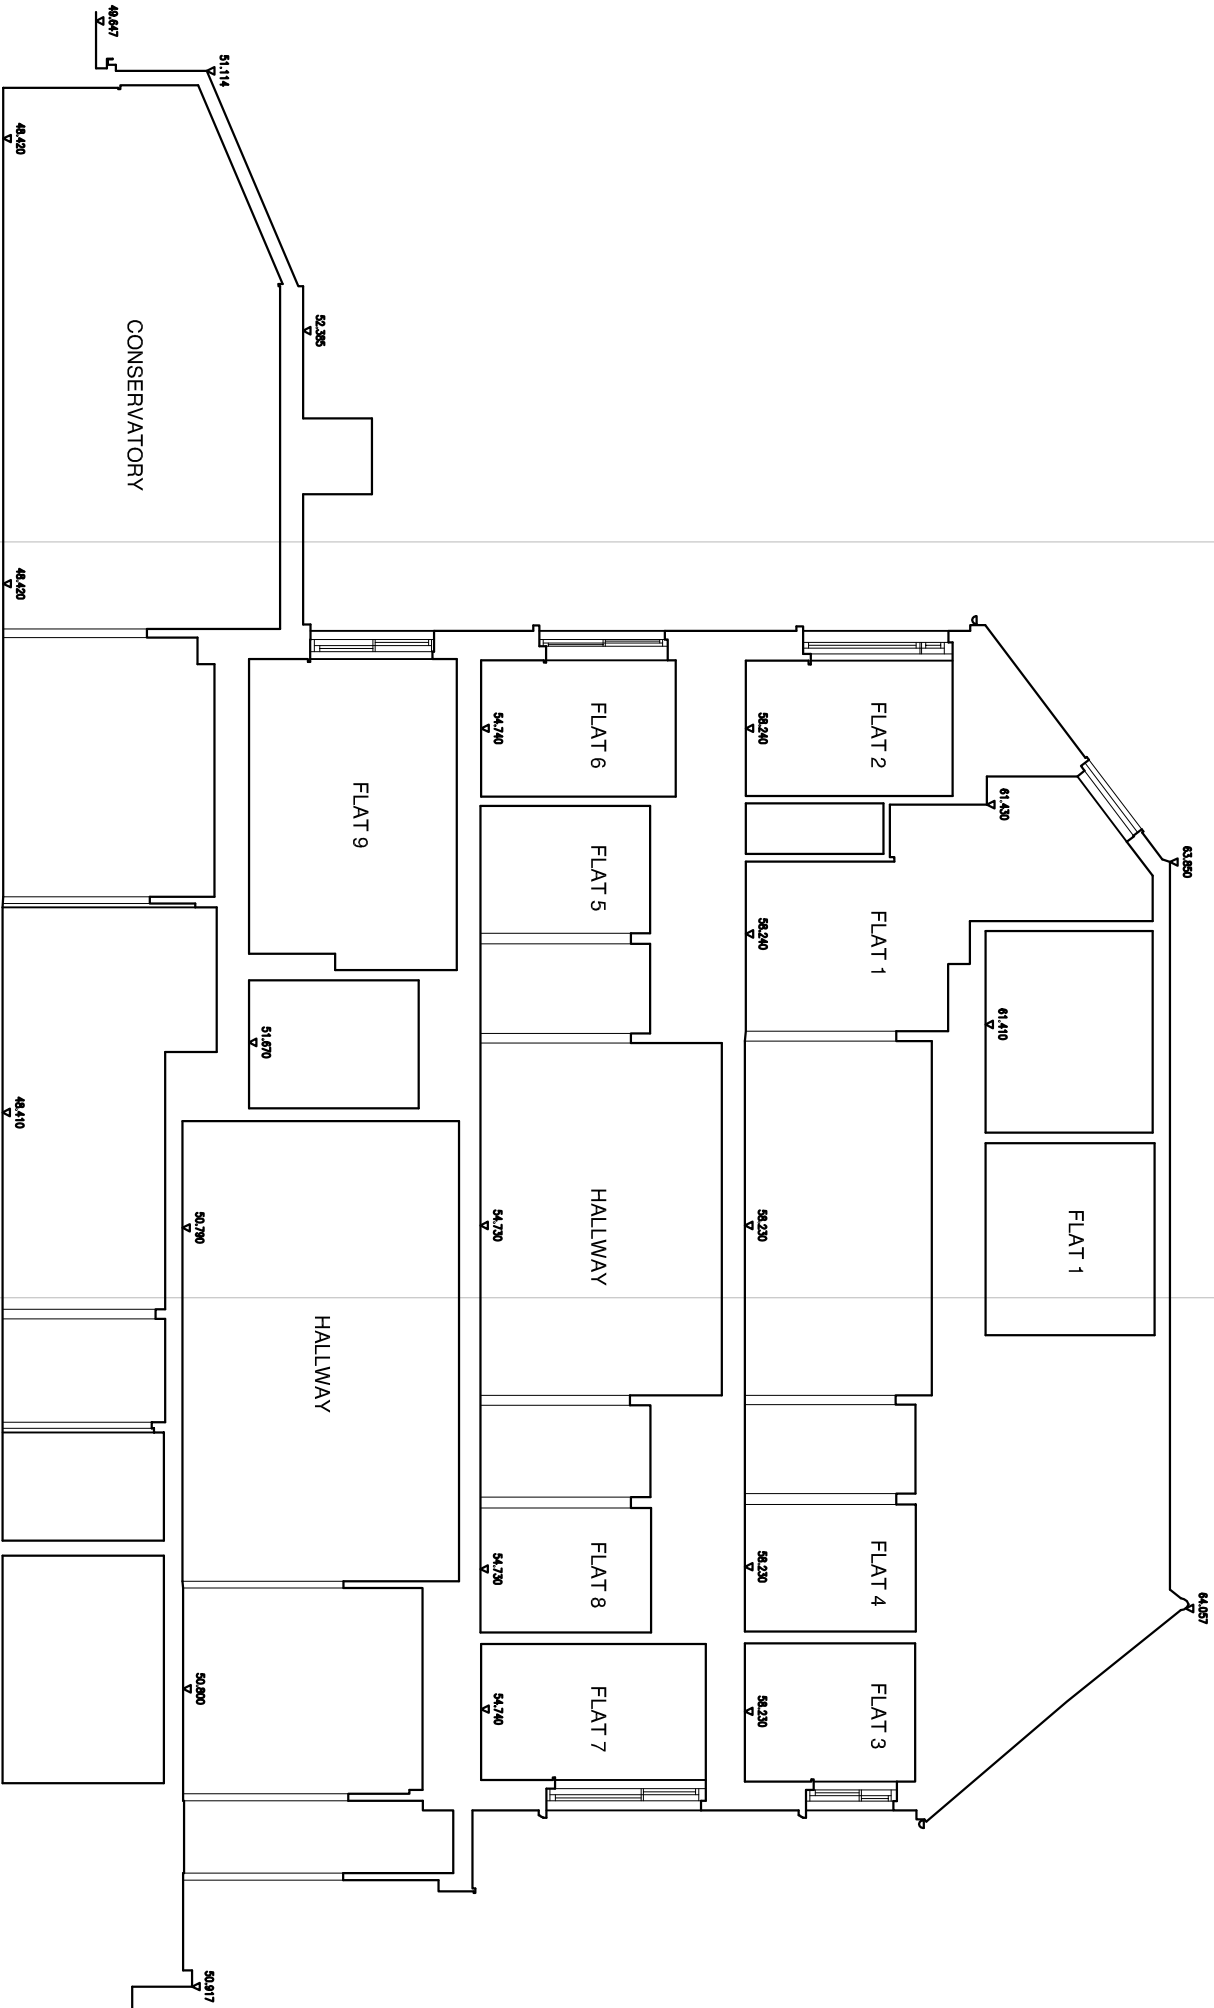 64.057
63.850
61.430
61.410
FLAT 1
FLAT 2
FLAT 1
FLAT 4
FLAT 3
58.240
58.240
58.230
58.230
58.230
FLAT 6
FLAT 5
HALLWAY
FLAT 8
FLAT 7
54.740
54.730
54.730
54.740
FLAT 9
HALLWAY
52.385
51.670
51.114
50.917
50.790
50.800
CONSERVATORY
49.647
48.420
48.420
48.410